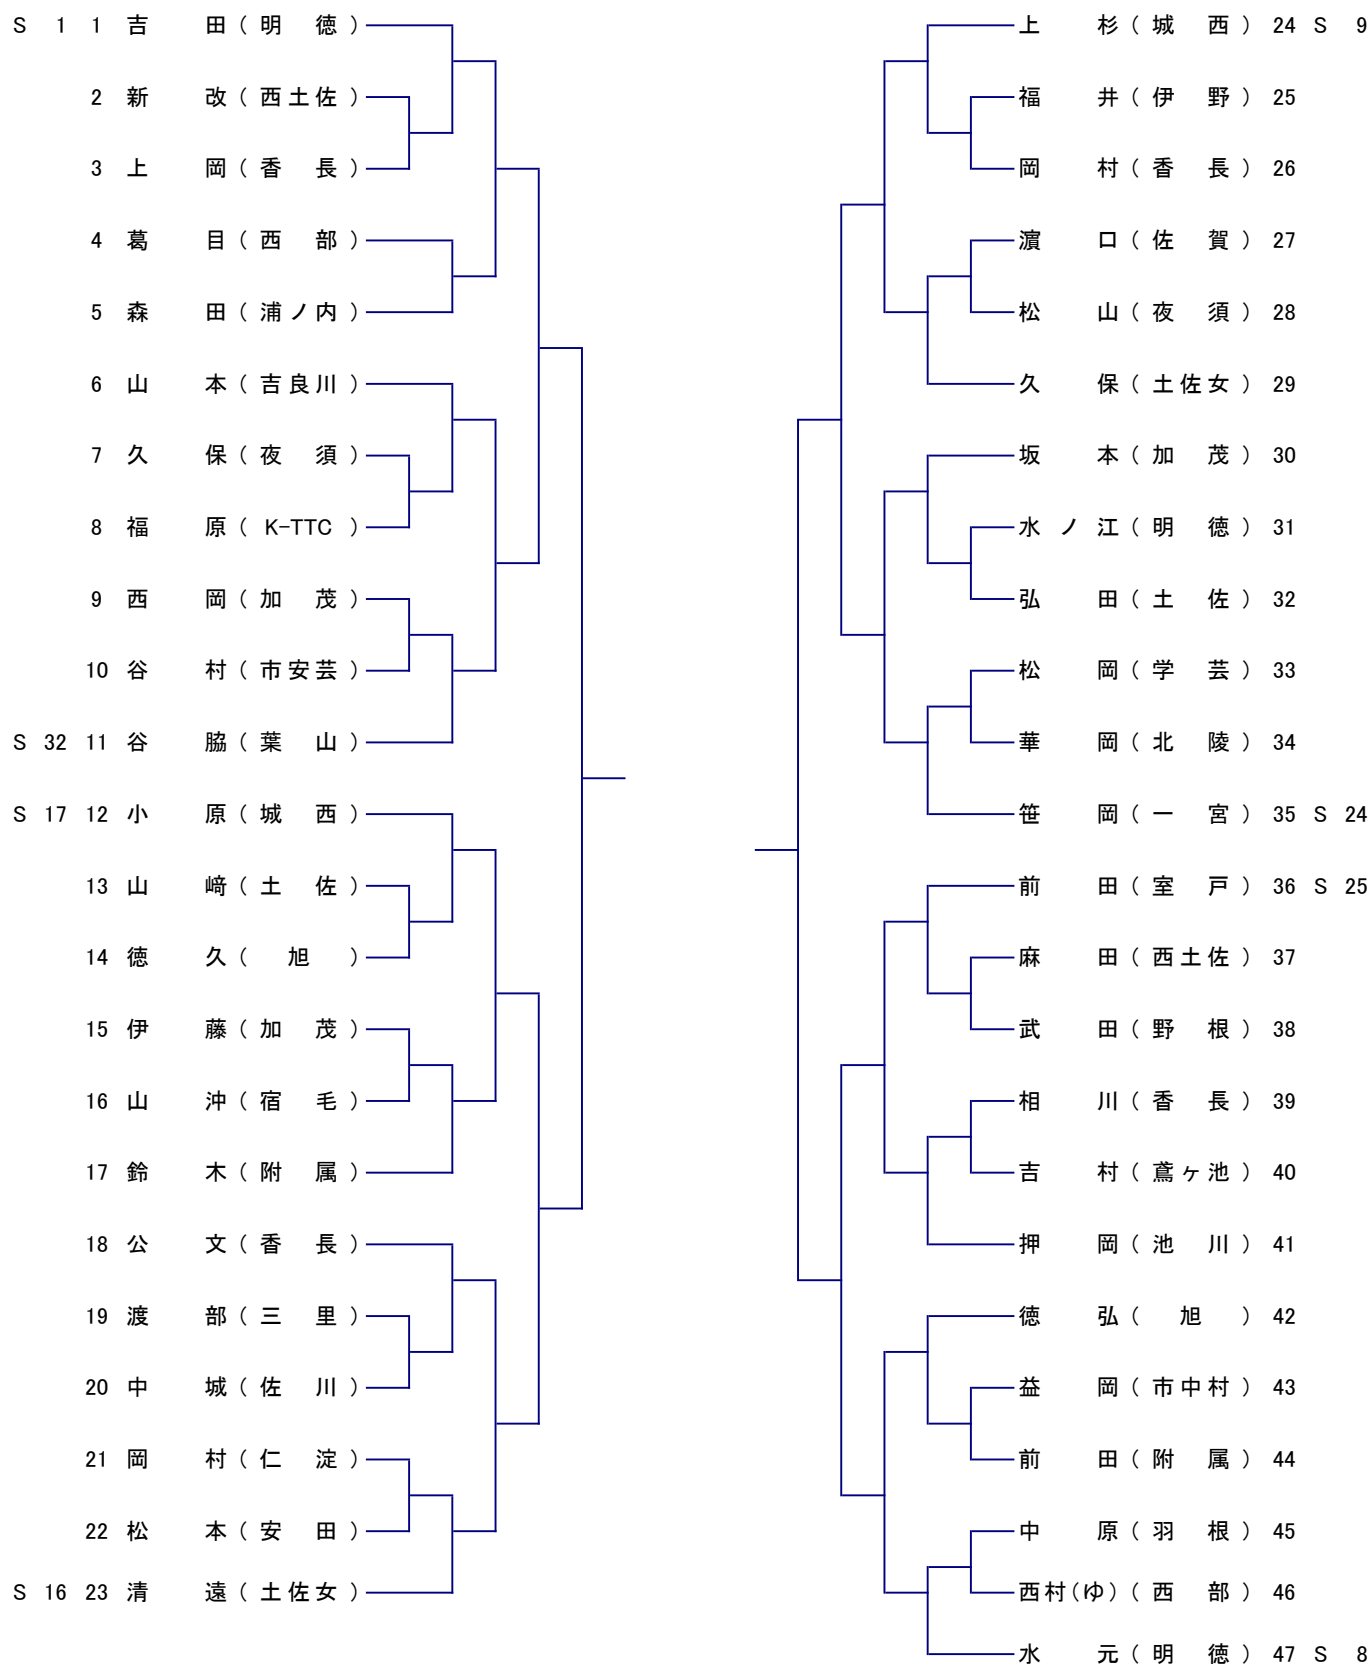 S 1 1 吉 田 ( 明 徳 )
2 新 改 ( 西土佐 )
3 上 岡 ( 香 長 )
4 葛 目 ( 西 部 )
5 森 田 ( 浦ノ内 )
6 山 本 ( 吉良川 )
7 久 保 ( 夜 須 )
8 福 原 ( K-TTC )
9 西 岡 ( 加 茂 )
10 谷 村 ( 市安芸 )
S 32 11 谷 脇 ( 葉 山 )
S 17 12 小 原 ( 城 西 )
13 山 﨑 ( 土 佐 )
14 徳 久 ( 旭 )
15 伊 藤 ( 加 茂 )
16 山 沖 ( 宿 毛 )
17 鈴 木 ( 附 属 )
18 公 文 ( 香 長 )
19 渡 部 ( 三 里 )
20 中 城 ( 佐 川 )
21 岡 村 ( 仁 淀 )
22 松 本 ( 安 田 )
S 16 23 清 遠 ( 土佐女 )
上 杉 ( 城 西 ) 24 S 9
福 井 ( 伊 野 ) 25
岡 村 ( 香 長 ) 26
濵 口 ( 佐 賀 ) 27
松 山 ( 夜 須 ) 28
久 保 ( 土佐女 ) 29
坂 本 ( 加 茂 ) 30
水 ノ 江 ( 明 徳 ) 31
弘 田 ( 土 佐 ) 32
松 岡 ( 学 芸 ) 33
華 岡 ( 北 陵 ) 34
笹 岡 ( 一 宮 ) 35 S 24
前 田 ( 室 戸 ) 36 S 25
麻 田 ( 西土佐 ) 37
武 田 ( 野 根 ) 38
相 川 ( 香 長 ) 39
吉 村 ( 鳶ヶ池 ) 40
押 岡 ( 池 川 ) 41
徳 弘 ( 旭 ) 42
益 岡 ( 市中村 ) 43
前 田 ( 附 属 ) 44
中 原 ( 羽 根 ) 45
西村(ゆ) ( 西 部 ) 46
水 元 ( 明 徳 ) 47 S 8